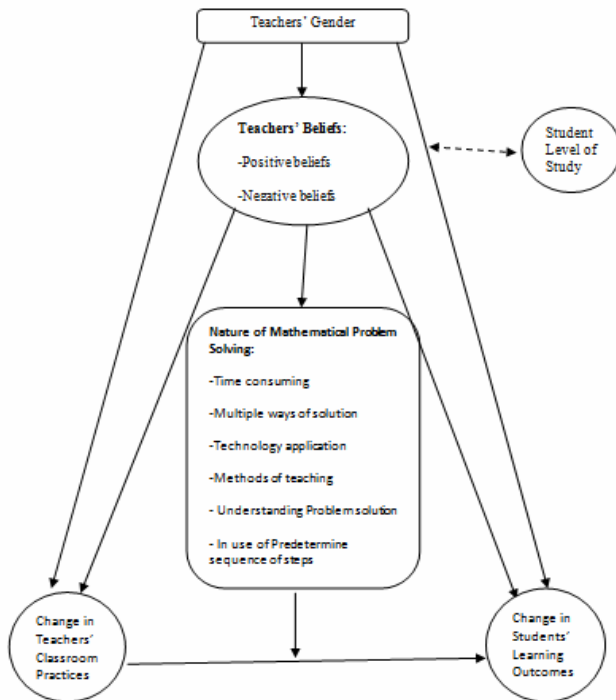 Teachers' Gender
Teachers' Beliefs:
-Positive beliefs
-Negative beliefs
Student
Level of
Study
Nature of Mathematical Problem
Solving:
-Time consuming
-Multiple ways of solution
-Technology application
-Methods of teaching
- Understanding Problem solution
- In use of Predetermine
sequence of steps
Change in
Teachers'
Classroom
Practices
Change in
Students'
Learning
Outcomes